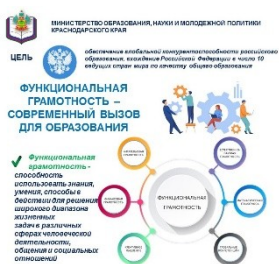 МИНИСТЕРСТВО ОБРАЗОВАНИЯ, НАУКИ И МОЛОДЕЖНОЙ ПОЛИТИКИ
КРАСНОДАРСКОГО КРАЯ
ЦЕЛЬ
обеспечение глобальной конкурентоспособности российского
образования, вхождение Российской Федерации в число 10
ведущих стран мира по качеству общего образования
ФУНКЦИОНАЛЬНАЯ
ГРАМОТНОСТЬ –
СОВРЕМЕННЫЙ ВЫЗОВ
ДЛЯ ОБРАЗОВАНИЯ
Функциональная
грамотность -
способность
использовать знания,
умения, способы в
действии для решения
широкого диапазона
жизненных
задач в различных
сферах человеческой
деятельности,
общения и социальных
отношений
ФУНКЦИОНАЛЬНАЯ
ГРАМОТНОСТЬ